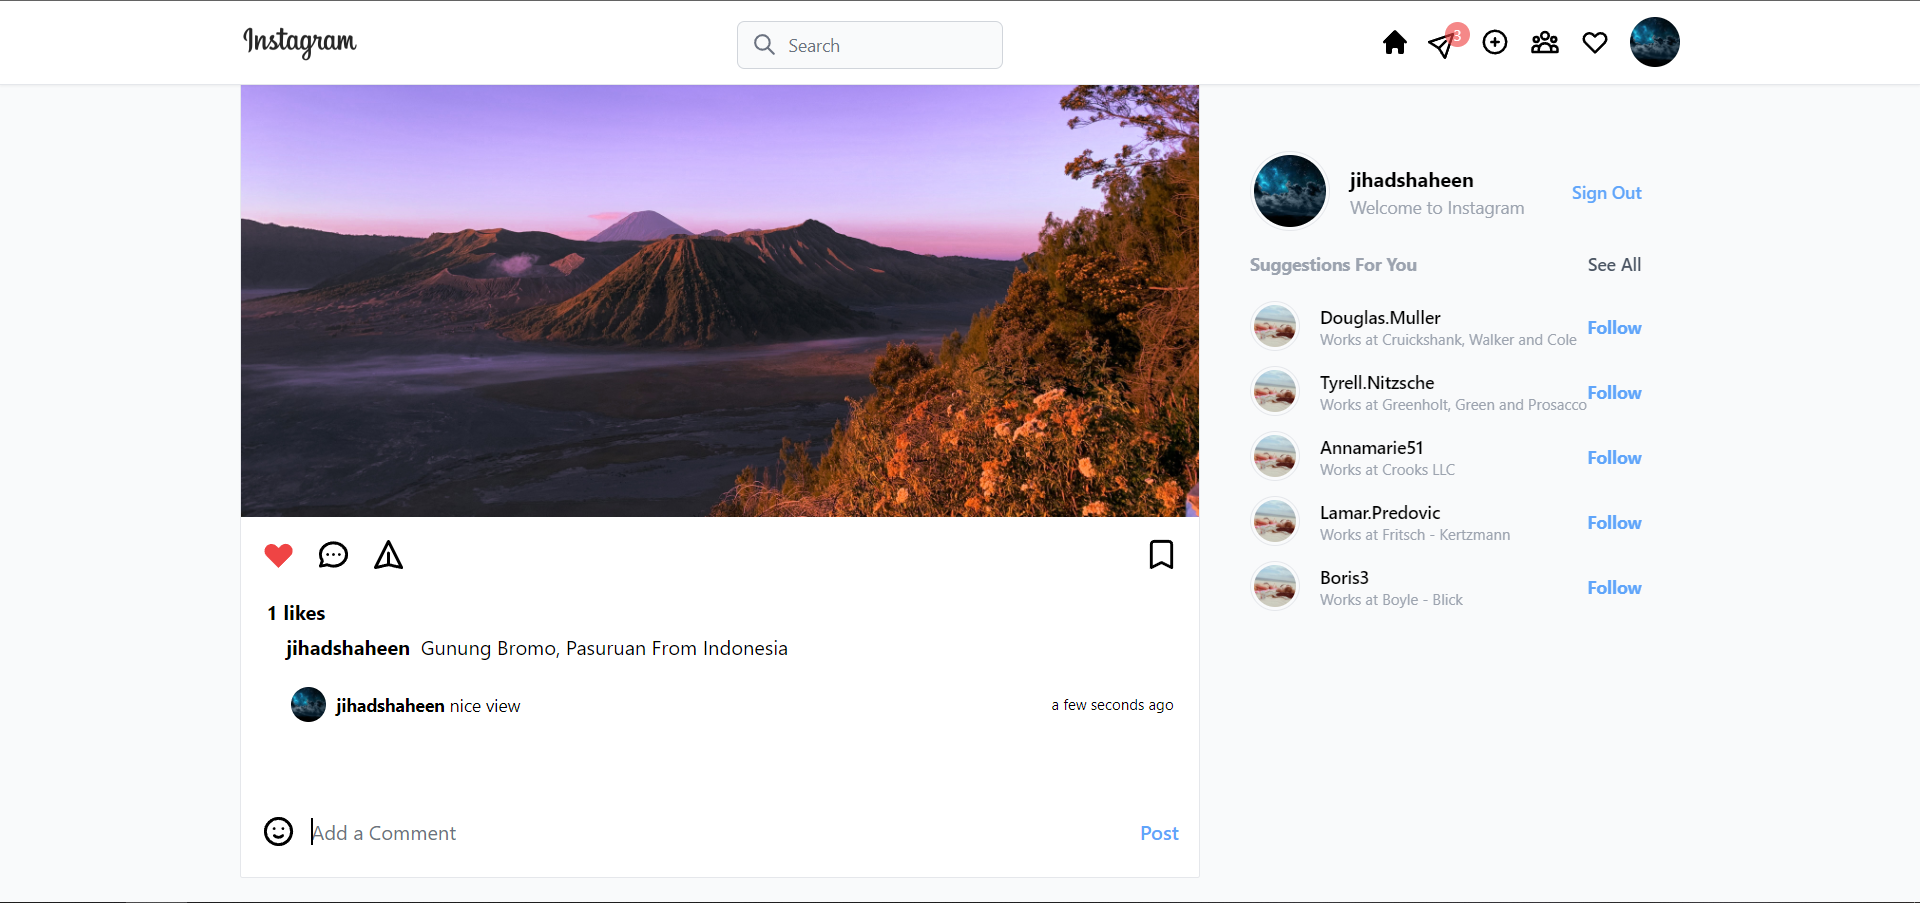 Instagram
Search
3
jihadshaheen
Welcome to Instagram
Sign Out
Suggestions For You
See All
Douglas.Muller
Works at Cruickshank, Walker and Cole
Follow
Tyrell.Nitzsche
Works at Greenholt, Green and Prosacco
Follow
Annamarie51
Works at Crooks LLC
Follow
Lamar.Predovic
Works at Fritsch - Kertzmann
Follow
Boris3
Works at Boyle - Blick
Follow
1 likes
jihadshaheen Gunung Bromo, Pasuruan From Indonesia
jihadshaheen nice view
a few seconds ago
Add a Comment
Post